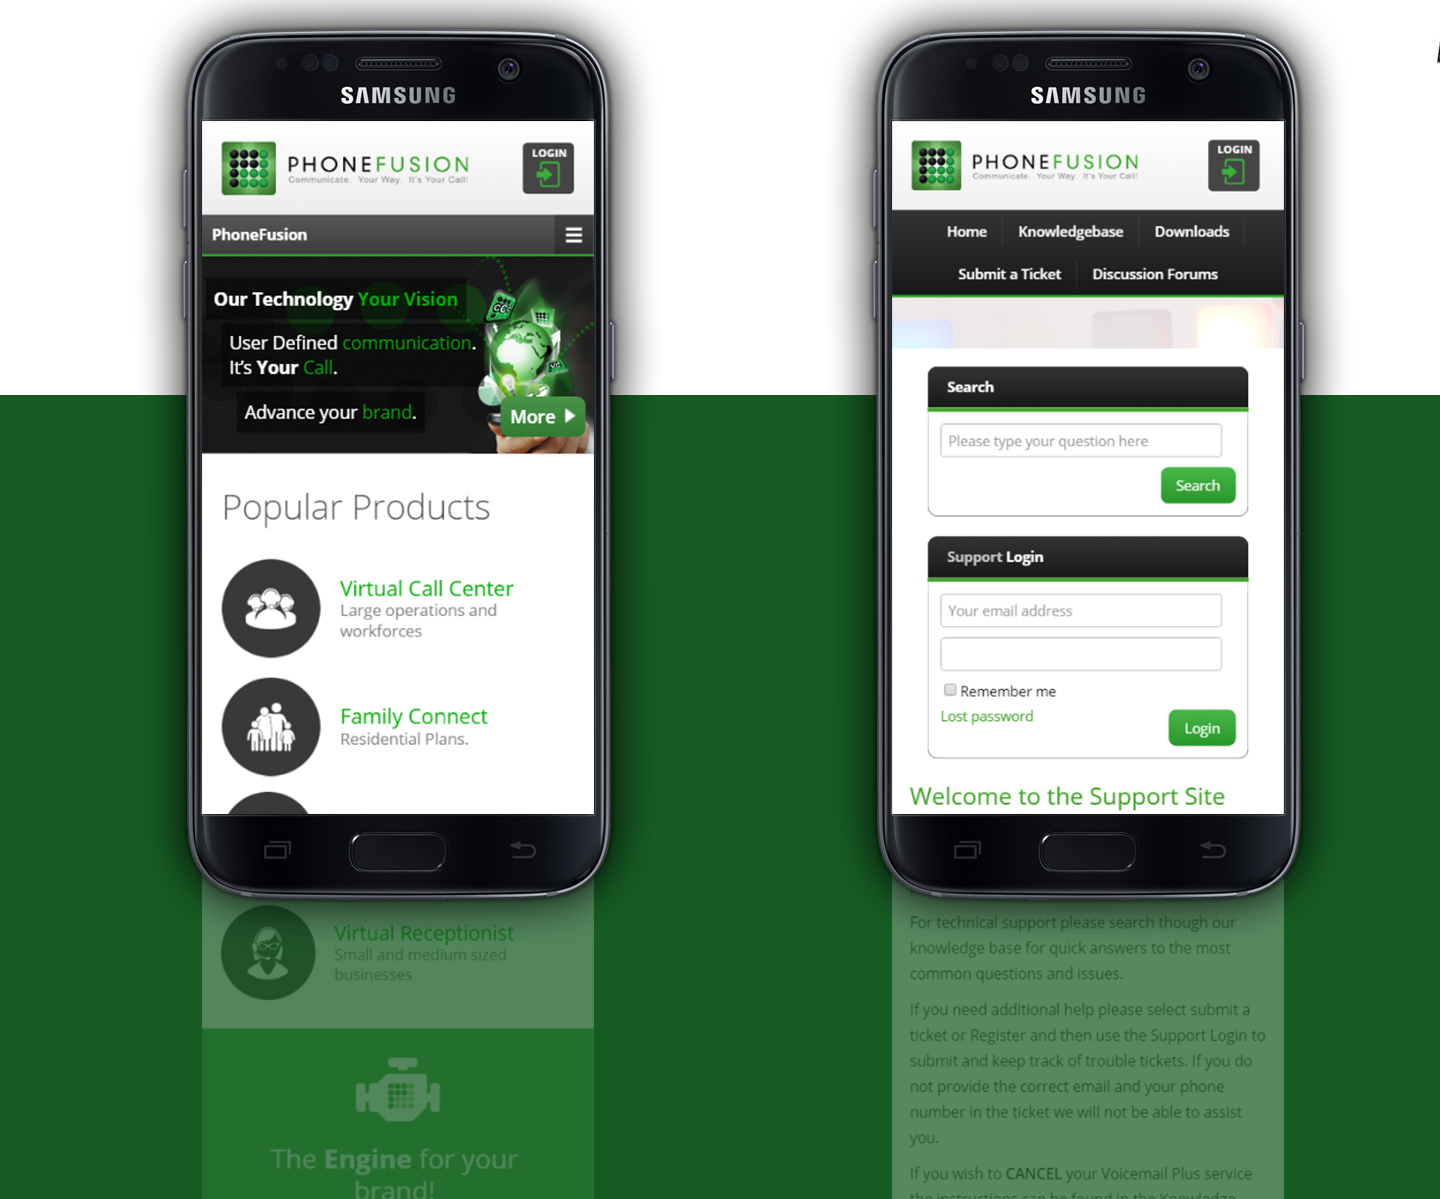 SAMSUNG
PHONEFUSION
Communicate. Your Way. It's Your Call!
LOGIN
PhoneFusion
Our Technology Your Vision
User Defined communication.
It's Your Call.
Advance your brand.
More
Popular Products
Virtual Call Center
Large operations and
workforces
Family Connect
Residential Plans.
Virtual Receptionist
Small and medium sized
businesses
The Engine for your
brand!
SAMSUNG
PHONEFUSION
Communicate. Your Way. It's Your Call!
LOGIN
Home Knowledgebase Downloads
Submit a Ticket Discussion Forums
Search
Please type your question here
Search
Support Login
Your email address
Remember me
Lost password
Login
Welcome to the Support Site
For technical support please search though our
knowledge base for quick answers to the most
common questions and issues.
If you need additional help please select submit a
ticket or Register and then use the Support Login to
submit and keep track of trouble tickets. If you do
not provide the correct email and your phone
number in the ticket we will not be able to assist
you.
If you wish to CANCEL your Voicemail Plus service
the instructions can be found in the Knowledge